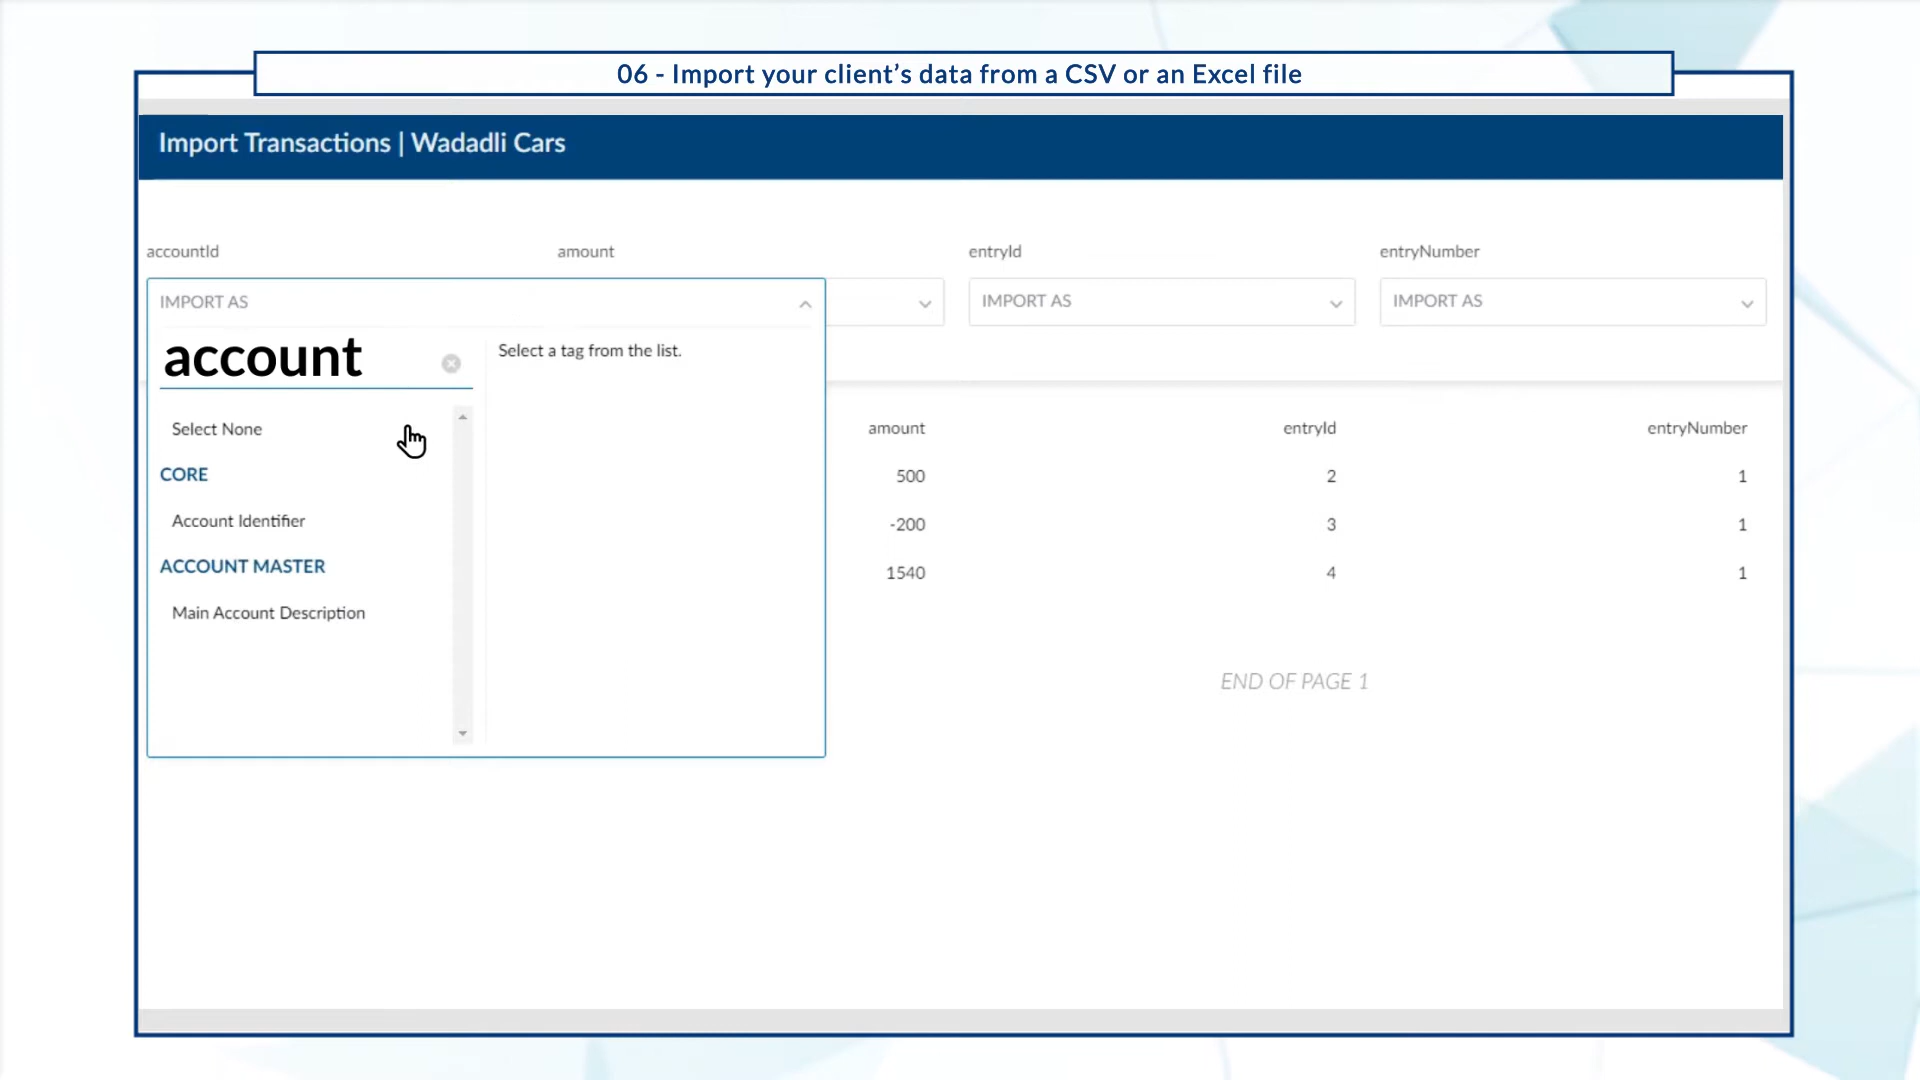 06 - Import your client’s data from a CSV or an Excel file
Import Transactions | Wadadli Cars
accountId amount entryId entryNumber
IMPORT AS IMPORT AS IMPORT AS
account
Select a tag from the list.
Select None
CORE
Account Identifier
ACCOUNT MASTER
Main Account Description
amount entryId entryNumber
500 2 1
-200 3 1
1540 4 1
END OF PAGE 1